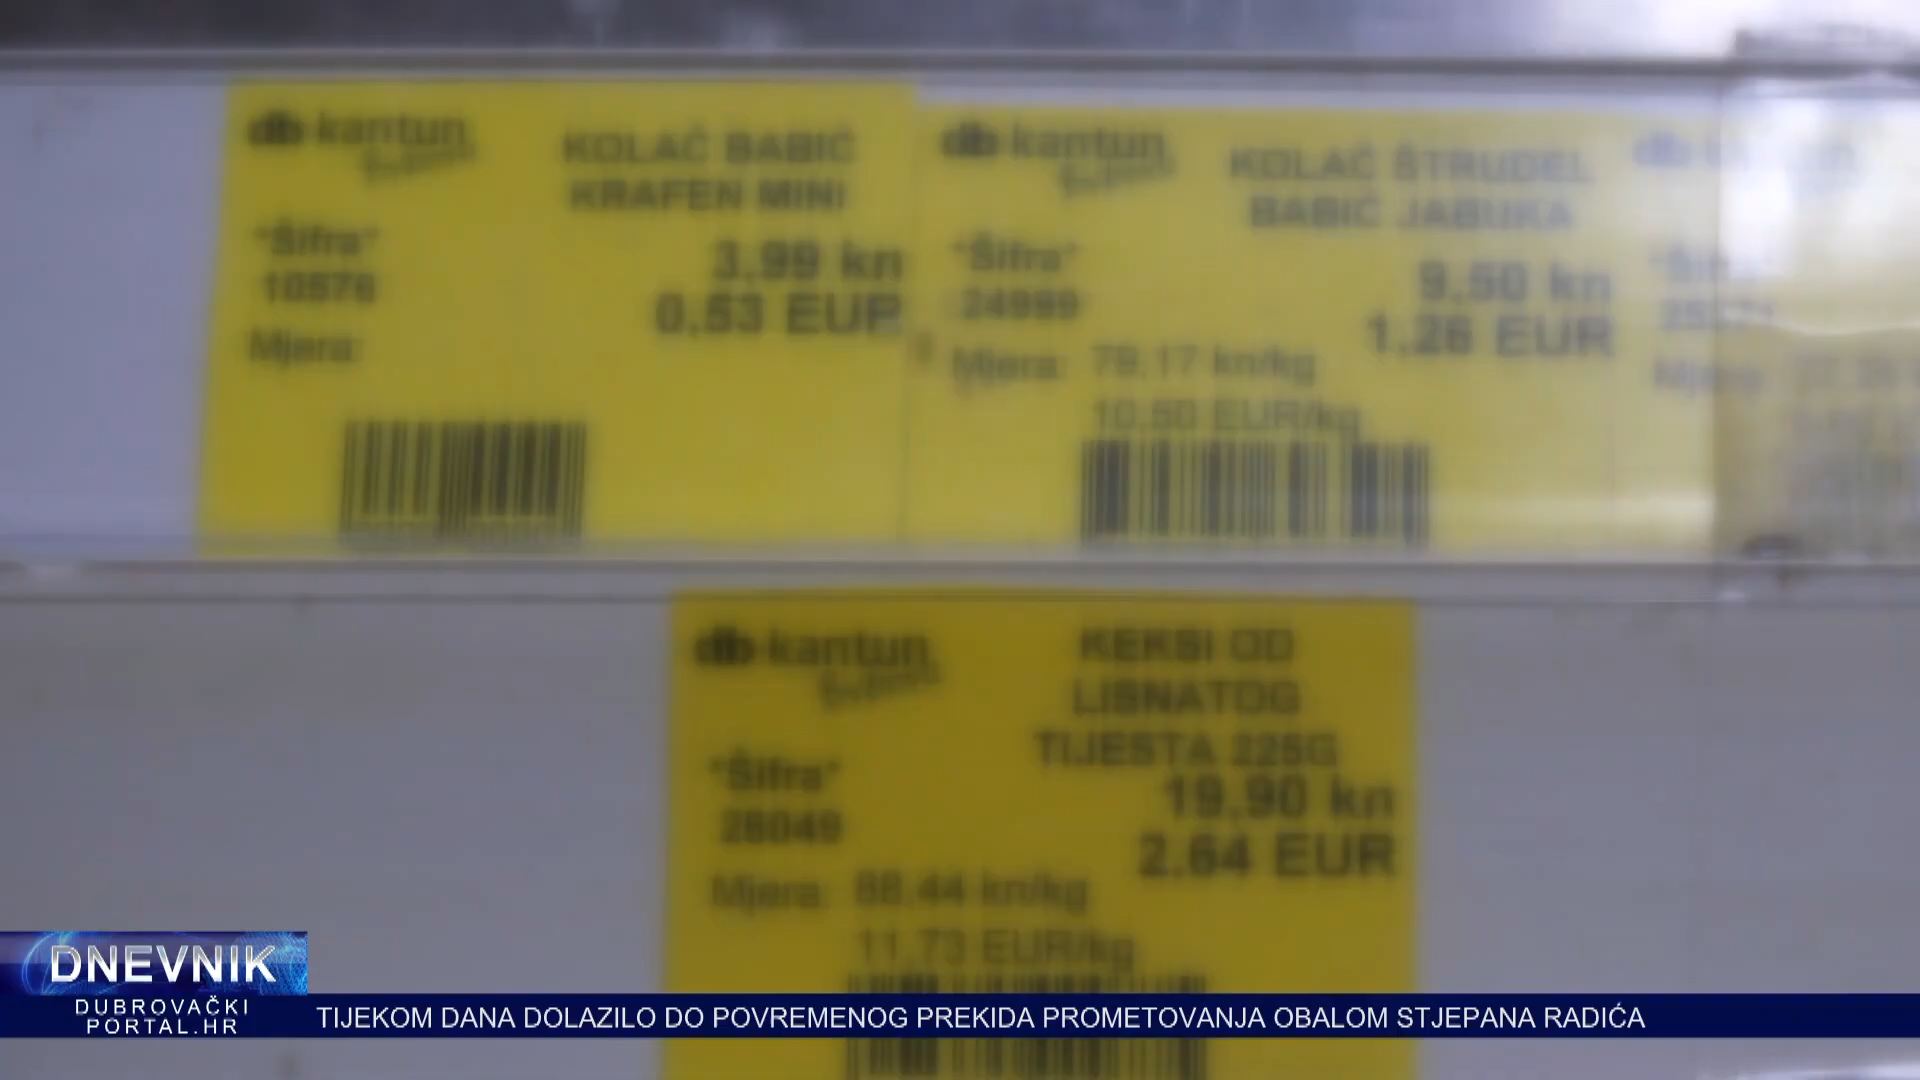 db-kantun
KOLAČ BABIĆ
KRAFEN MINI
"Šifra"
3,99 kn
0,53 EUR
Mjera:
db-kantun
KOLAČ ŠTRUDEL
BABIĆ JABUKA
"Šifra"
24999
9,50 kn
1,26 EUR
Mjera: 79,17 kn/kg
10,50 EUR/kg
db-kantun
KEKSI OD
LISNATOG
TIJESTA 225G
"Šifra"
26049
19,90 kn
2,64 EUR
Mjera: 88,44 kn/kg
11,73 EUR/kg
DNEVNIK
DUBROVAČKI
PORTAL.HR
TIJEKOM DANA DOLAZILO DO POVREMENOG PREKIDA PROMETOVANJA OBALOM STJEPANA RADIĆA